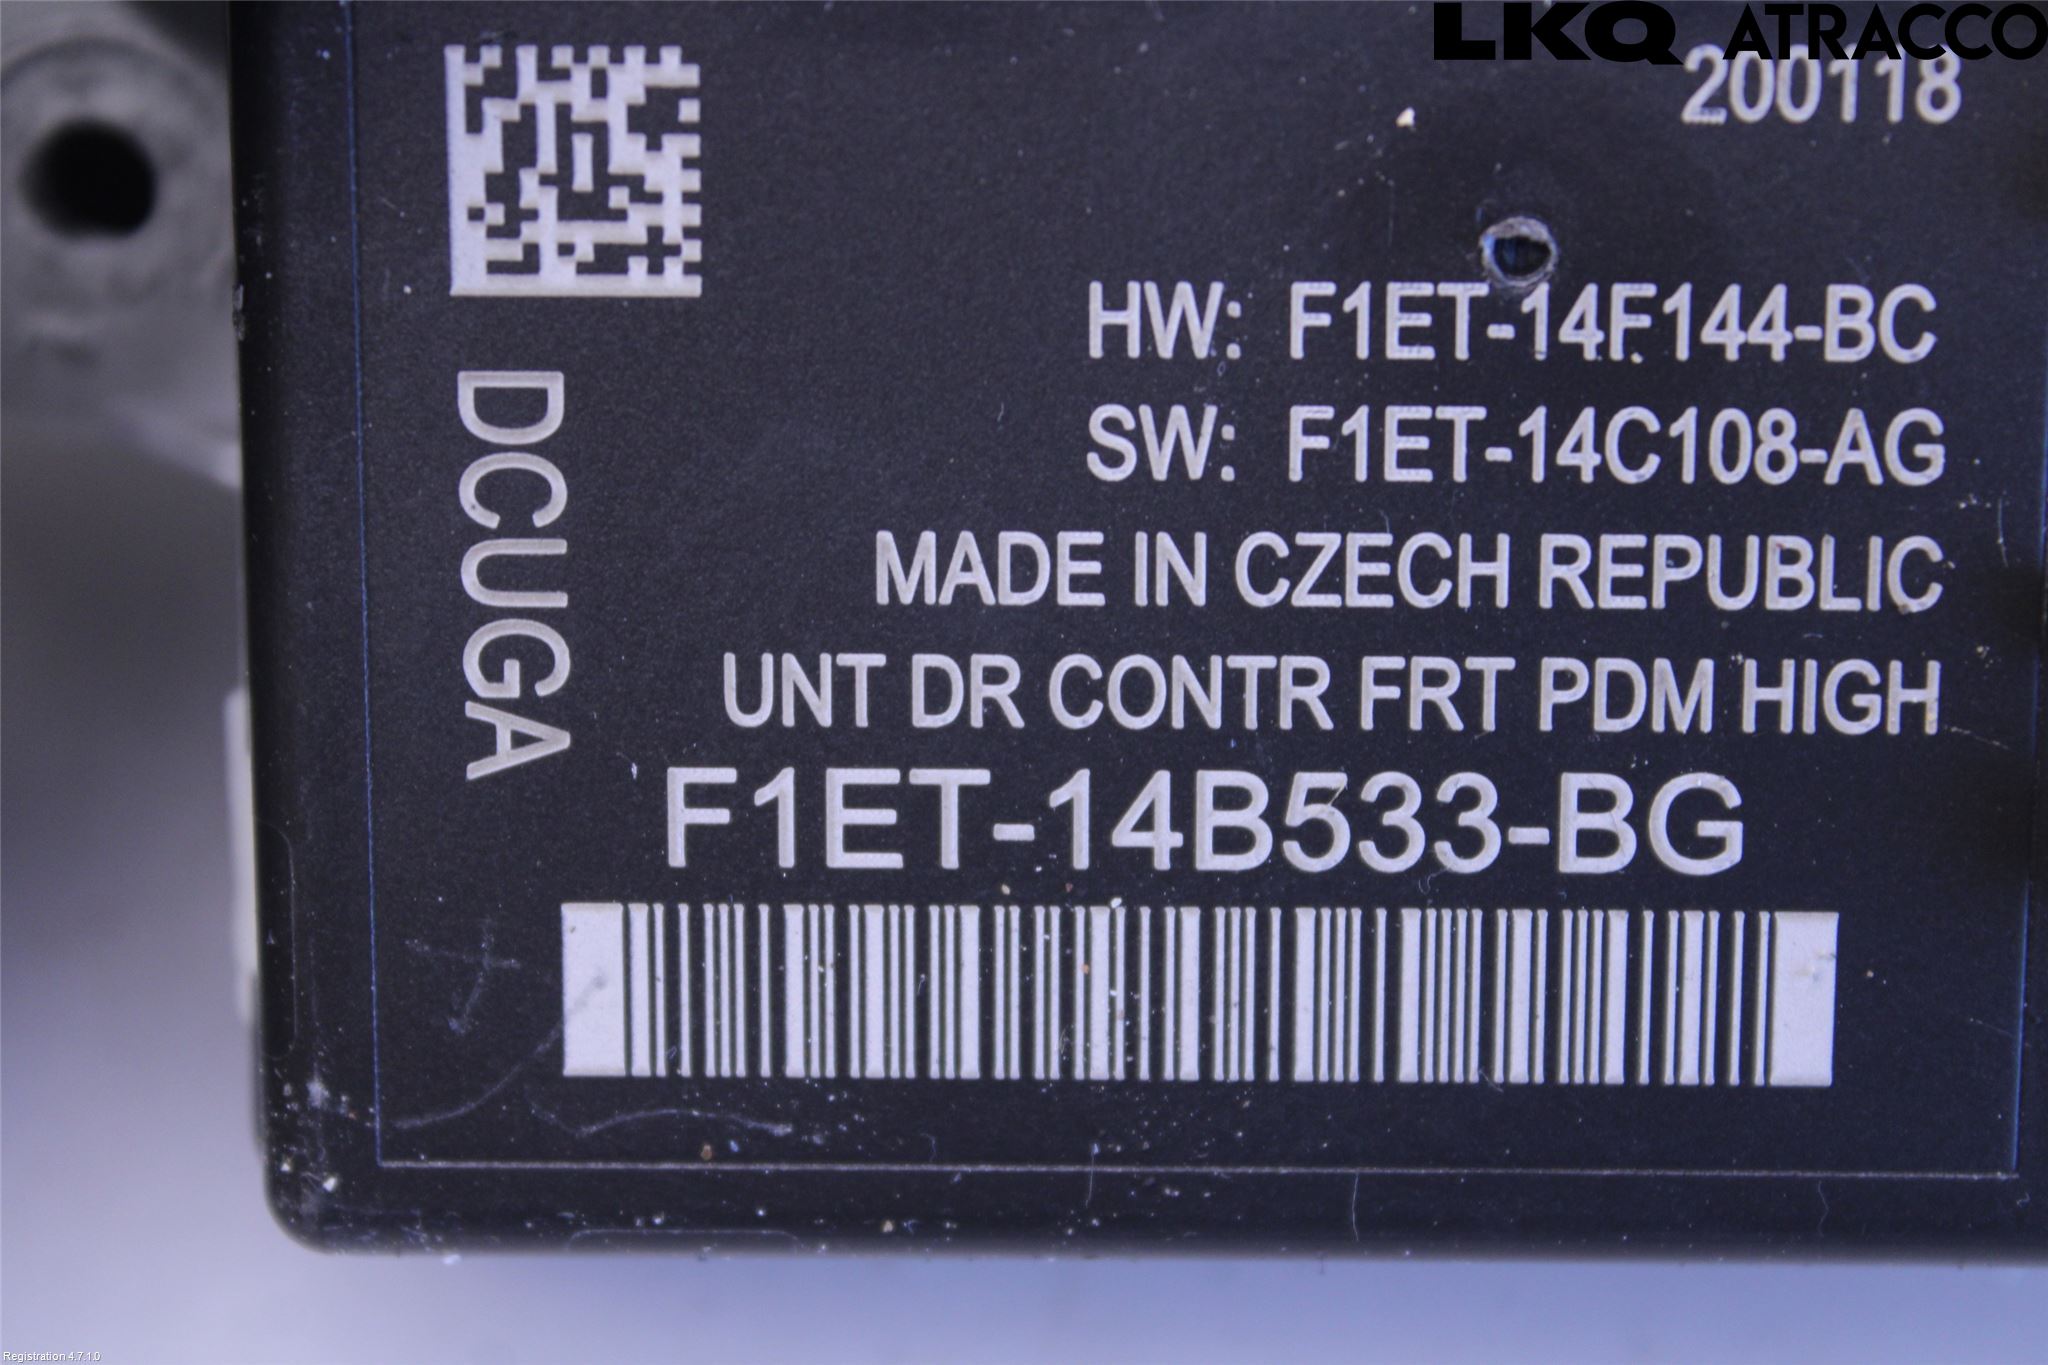 LKQ ATRACCO
200118
HW: F1ET-14F144-BC
SW: F1ET-14C108-AG
MADE IN CZECH REPUBLIC
UNT DR CONTR FRT PDM HIGH
F1ET-14B533-BG
DCUGA
Registration 4.7.1.0